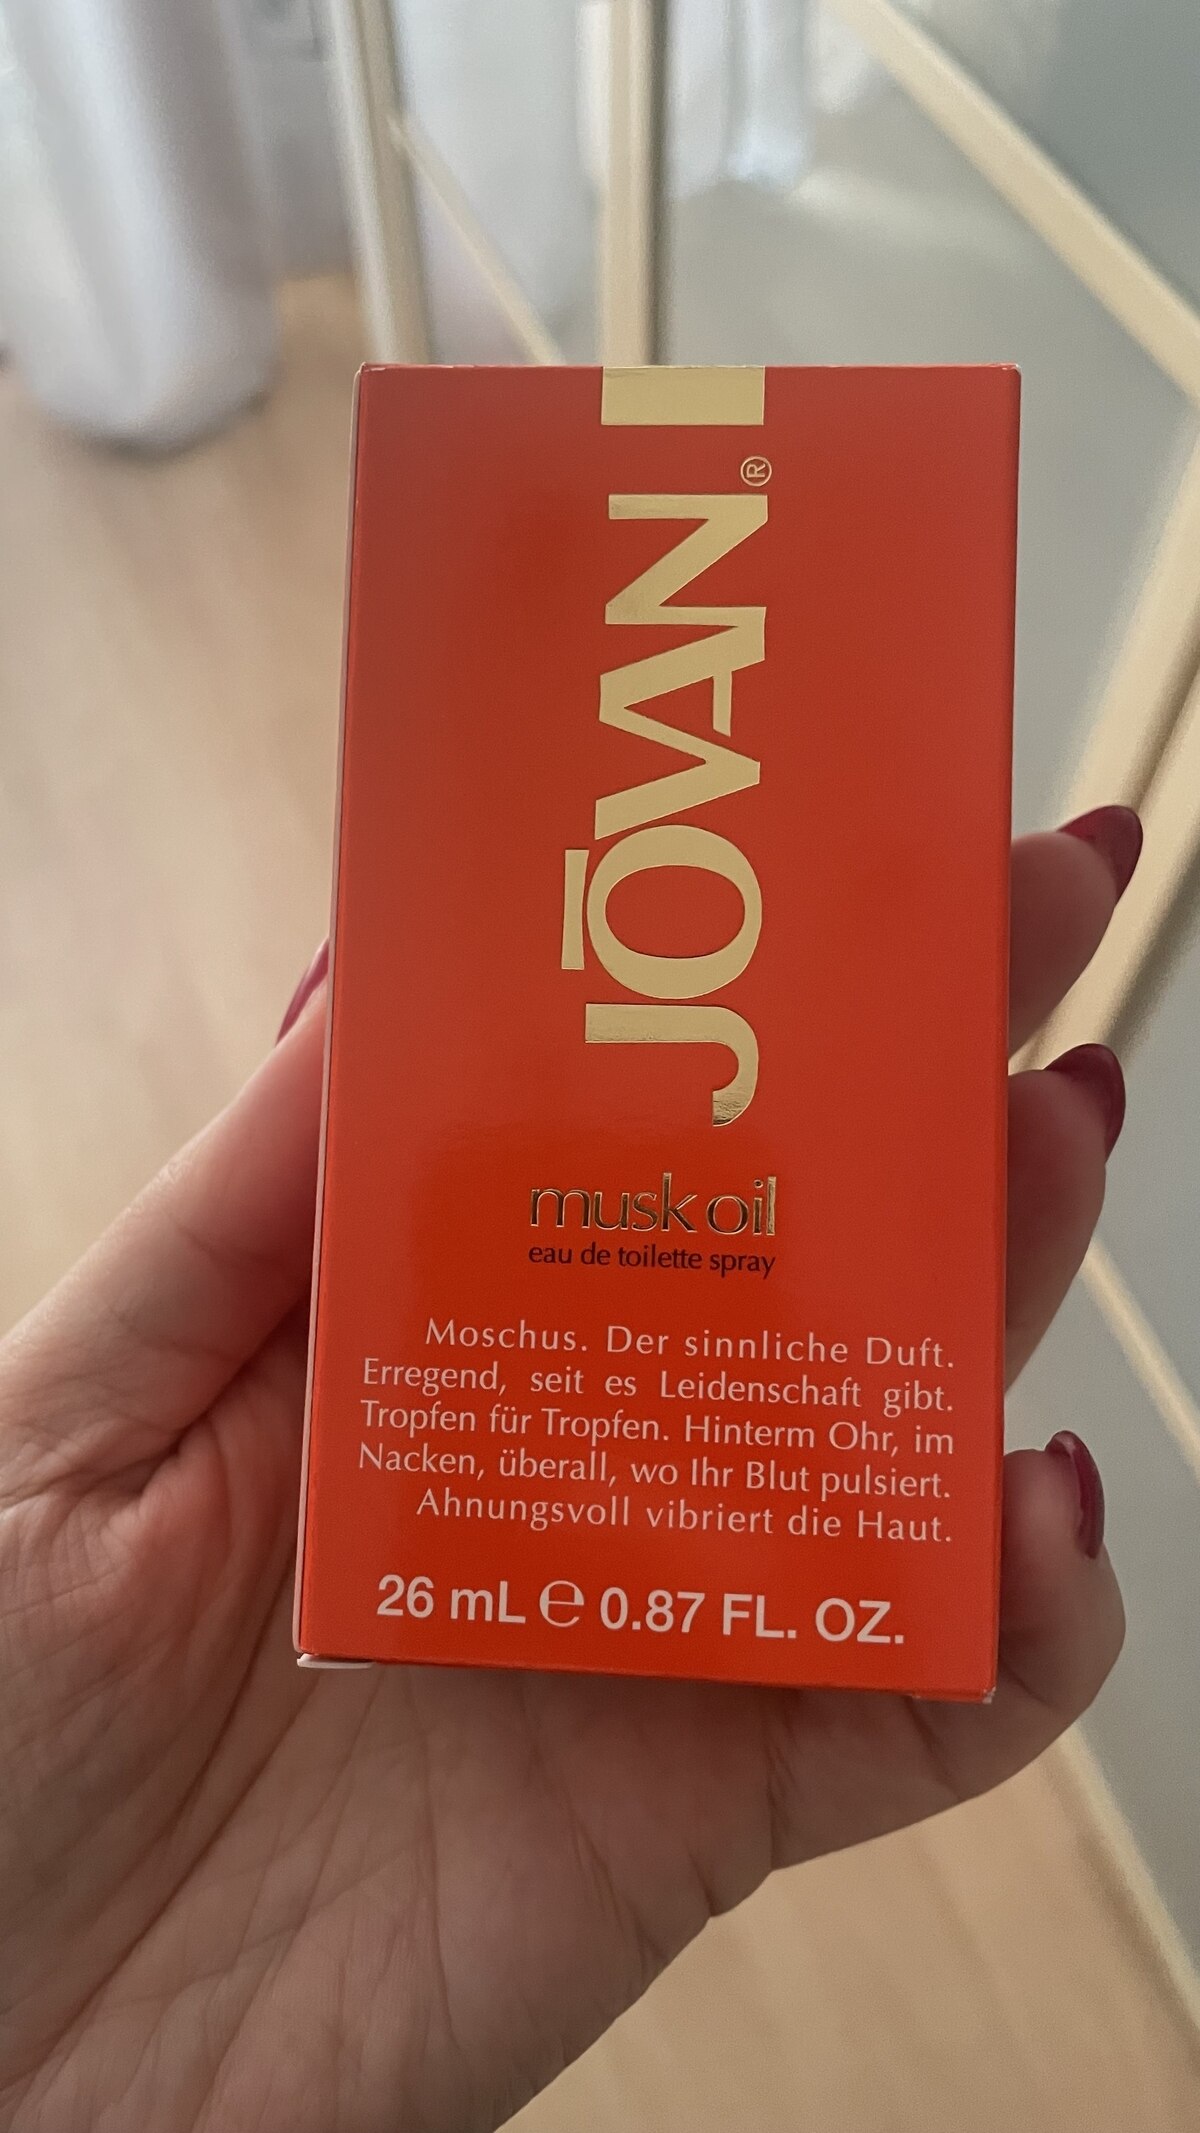 JŌVAN®
musk oil
eau de toilette spray
Moschus. Der sinnliche Duft.
Erregend, seit es Leidenschaft gibt.
Tropfen für Tropfen. Hinterm Ohr, im
Nacken, überall, wo Ihr Blut pulsiert.
Ahnungsvoll vibriert die Haut.
26 mL ℮ 0.87 FL. OZ.